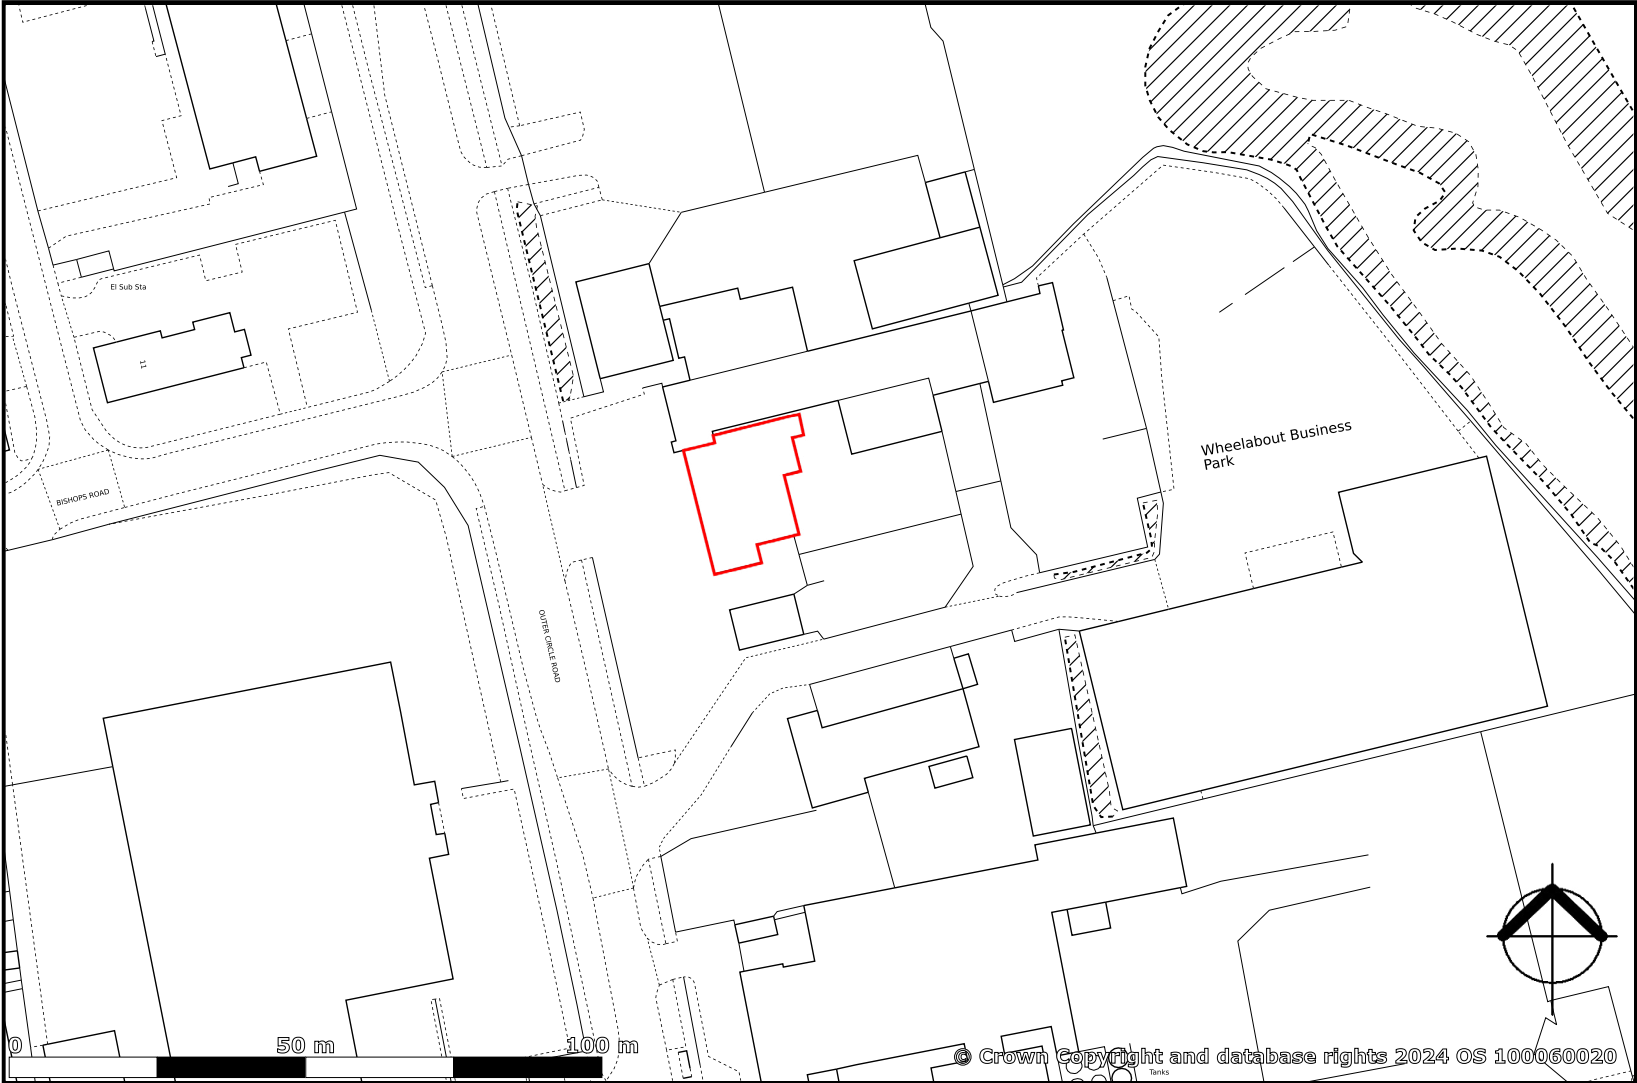 El Sub Sta
11
Wheelabout Business
Park
BISHOPS ROAD
OUTER CIRCLE ROAD
0
50 m
100 m
© Crown Copyright and database rights 2024 OS 100060020
Tanks